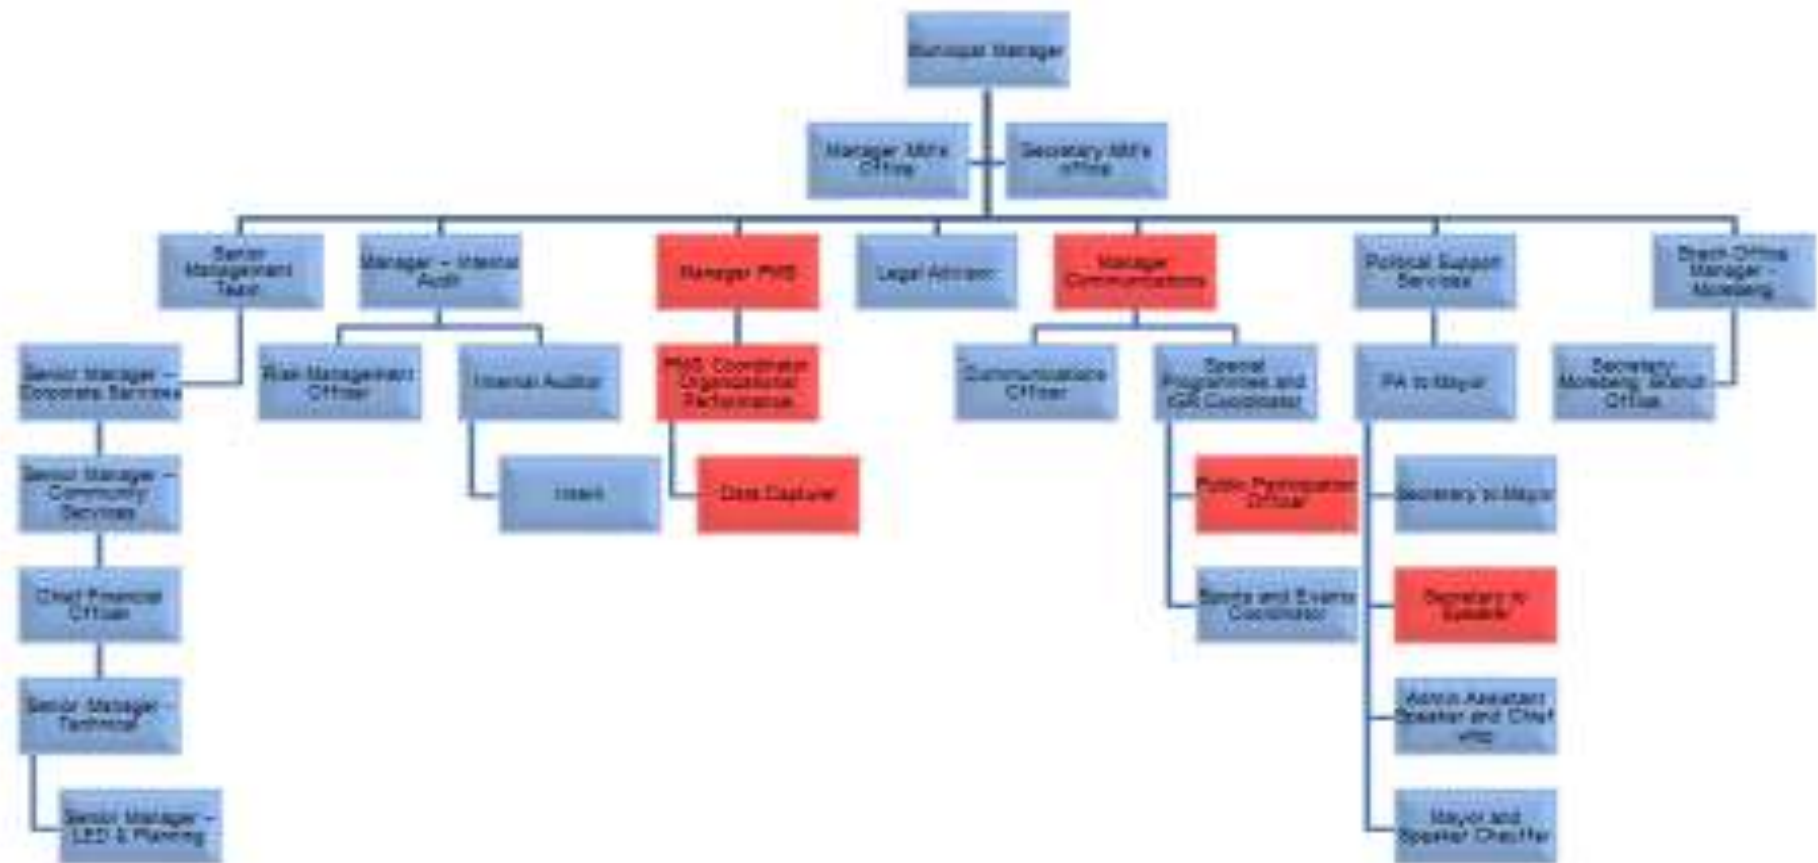 Municipal Manager
Manager MM's
Office
Secretary MM's
office
Senior
Management
Team
Manager – Internal
Audit
Manager PMS
Legal Advisor
Manager
Communications
Political Support
Services
Office
Manager -
Senior Manager –
Corporate Services
Risk Management
Officer
Internal Auditor
PMS Coordinator
Organisational
Performance
Communications
Officer
Special
Programmes and
IGR Coordinator
PA to Mayor
Secretary
Branch
Office
Senior Manager –
Community
Services
Intern
Data Capturer
Public Participation
Officer
Secretary to Mayor
Chief Financial
Officer
and Events
Coordinator
Secretary to
Speaker
Senior Manager -
Technical
Admin Assistant
Speaker and Chief
whip
Senior Manager –
LED & Planning
Mayor and
Speaker Chauffer